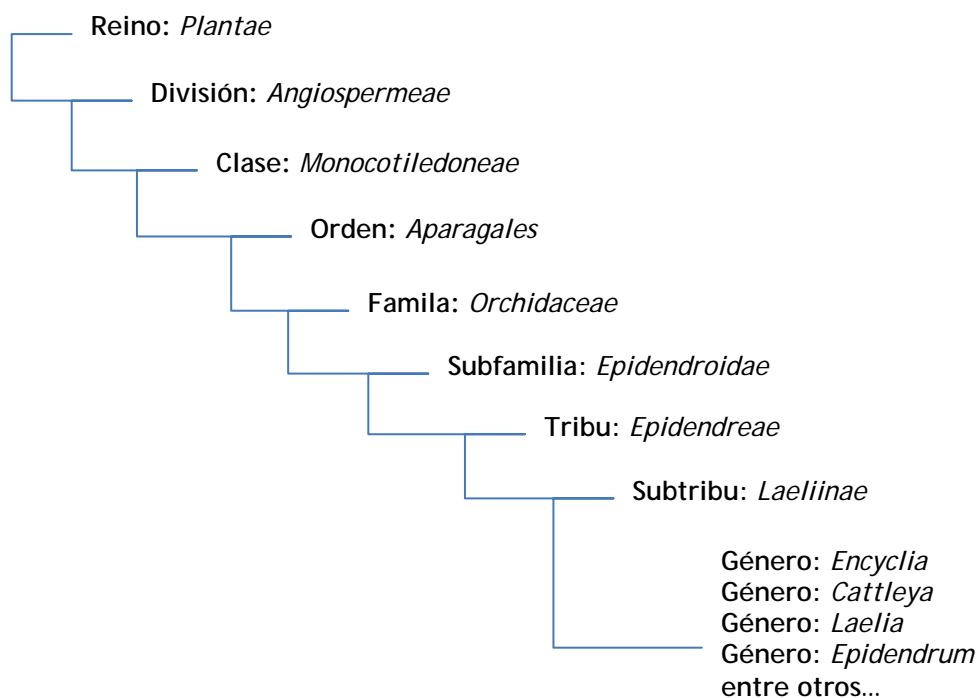 Reino: Plantae
División: Angiospermeae
Clase: Monocotiledoneae
Orden: Aparagales
Famila: Orchidaceae
Subfamilia: Epidendroidae
Tribu: Epidendreae
Subtribu: Laeliinae
Género: Encyclia
Género: Cattleya
Género: Laelia
Género: Epidendrum
entre otros...